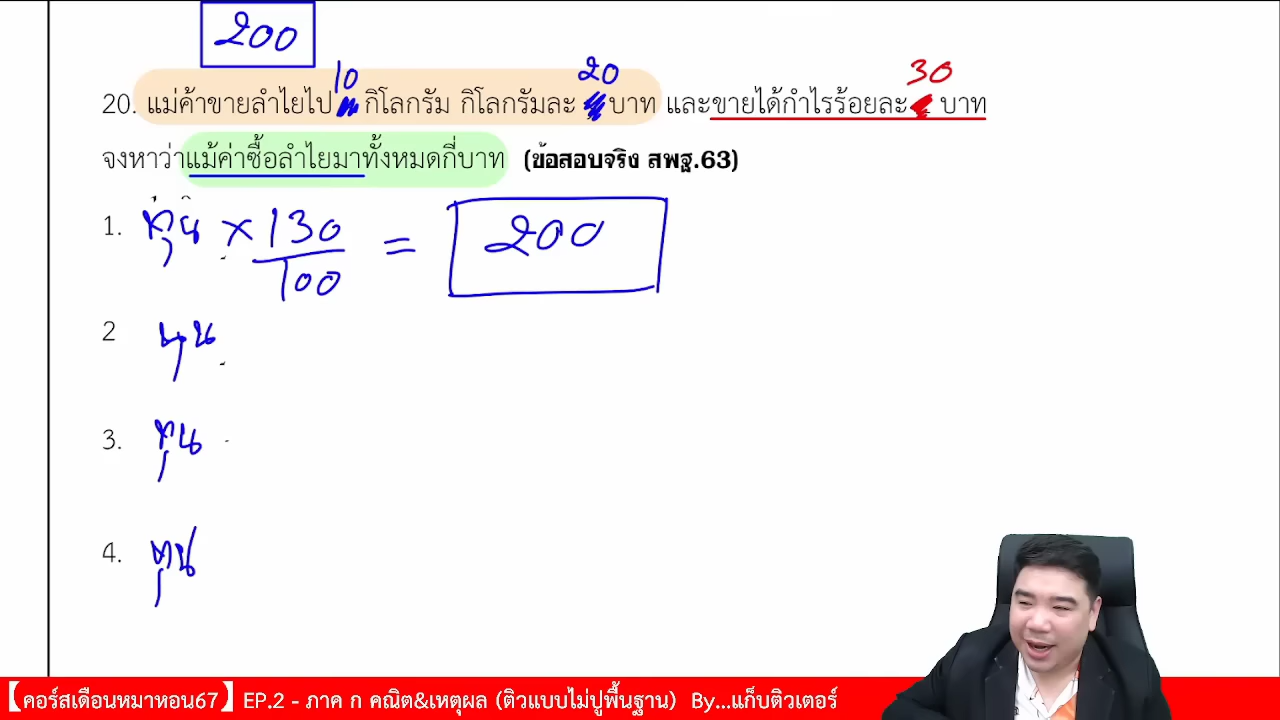 200
10 20 30
20. แม่ค้าขายลำไยไป กิโลกรัม กิโลกรัมละ บาท และขายได้กำไรร้อยละ บาท
จงหาว่าแม้ค่าซื้อลำไยมาทั้งหมดกี่บาท (ข้อสอบจริง สพฐ.63)
1. ทุน × 130/100 = 200
2 ทุน
3. ทุน
4. ทุน
【คอร์สเดือนหมาหอน67】 EP.2 - ภาค ก คณิต&เหตุผล (ติวแบบไม่ปูพื้นฐาน) By...แก็บติวเตอร์